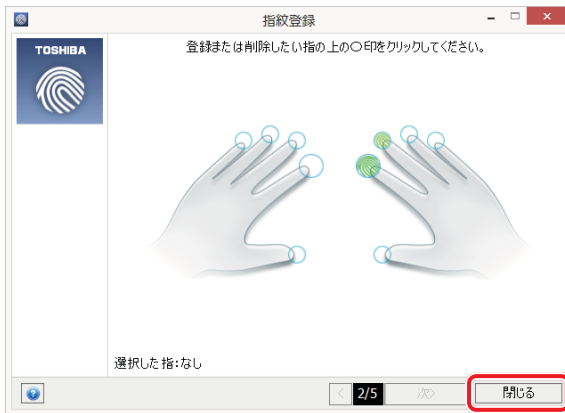 指紋登録
TOSHIBA
登録または削除したい指の上の○印をクリックしてください。
選択した指:なし
< 2/5 次> 閉じる